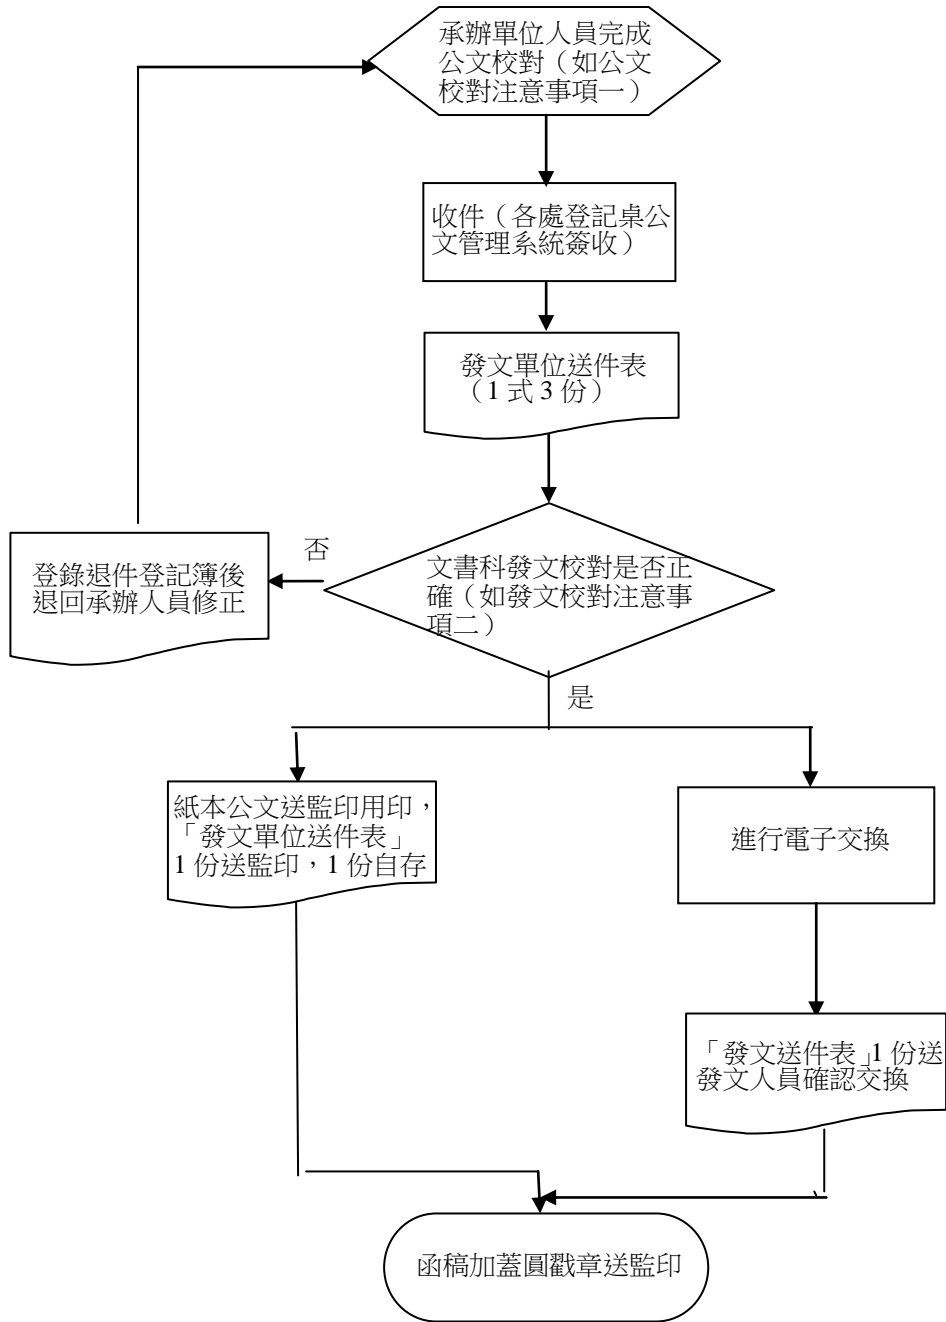 承辦單位人員完成
公文校對（如公文
校對注意事項一）
收件（各處登記桌公
文管理系統簽收）
發文單位送件表
（1 式 3 份）
否
登錄退件登記簿後
退回承辦人員修正
文書科發文校對是否正
確（如發文校對注意事
項二）
是
紙本公文送監印用印，
「發文單位送件表」
1 份送監印，1 份自存
進行電子交換
「發文送件表」1 份送
發文人員確認交換
函稿加蓋圓戳章送監印